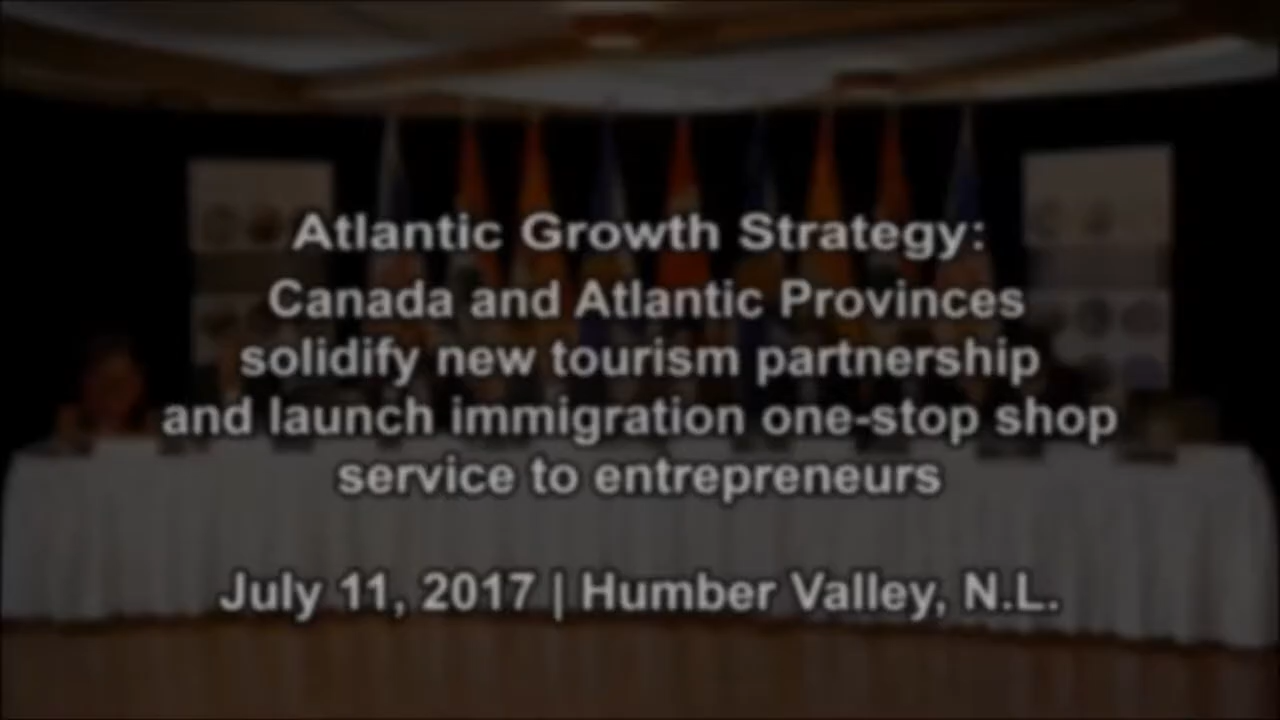 Atlantic Growth Strategy:
Canada and Atlantic Provinces
solidify new tourism partnership
and launch immigration one-stop shop
service to entrepreneurs
July 11, 2017 | Humber Valley, N.L.